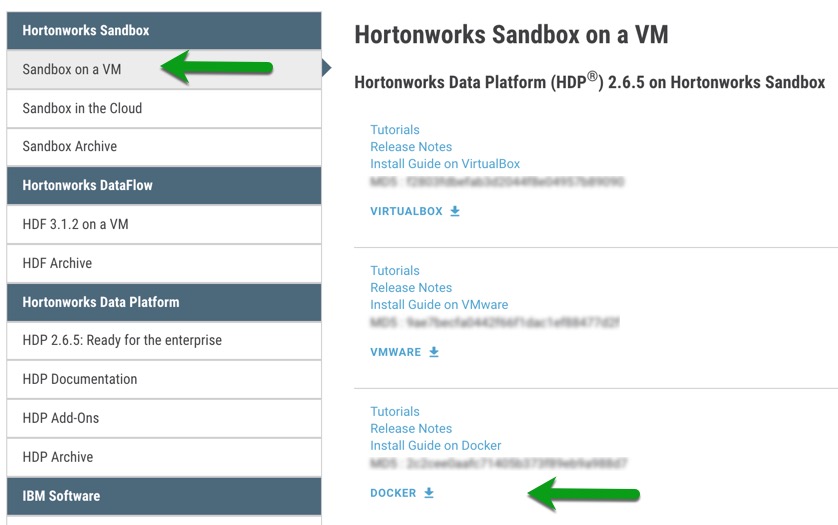 Hortonworks Sandbox
Sandbox on a VM
Sandbox in the Cloud
Sandbox Archive
Hortonworks DataFlow
HDF 3.1.2 on a VM
HDF Archive
Hortonworks Data Platform
HDP 2.6.5: Ready for the enterprise
HDP Documentation
HDP Add-Ons
HDP Archive
IBM Software
Hortonworks Sandbox on a VM
Hortonworks Data Platform (HDP®) 2.6.5 on Hortonworks Sandbox
Tutorials
Release Notes
Install Guide on VirtualBox
VIRTUALBOX
Tutorials
Release Notes
Install Guide on VMware
VMWARE
Tutorials
Release Notes
Install Guide on Docker
DOCKER